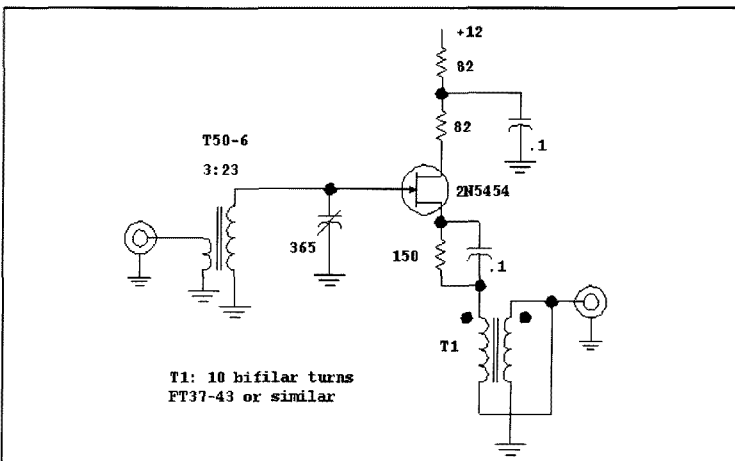 +12
82
82
.1
T50-6
3:23
2N5454
365
150
.1
T1
T1: 10 bifilar turns
FT37-43 or similar